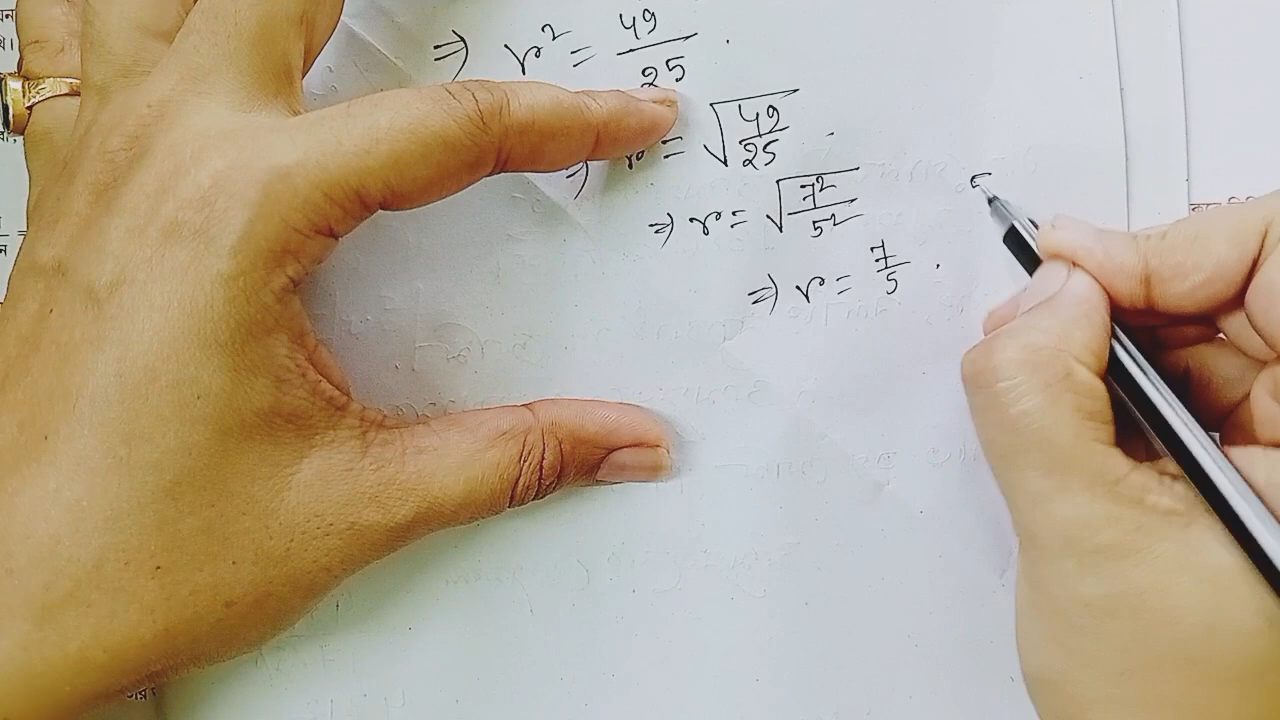 ⇒ r² = 49/25 .
⇒ r = √(49/25) .
⇒ r = √(7²/5²)
⇒ r = 7/5 .